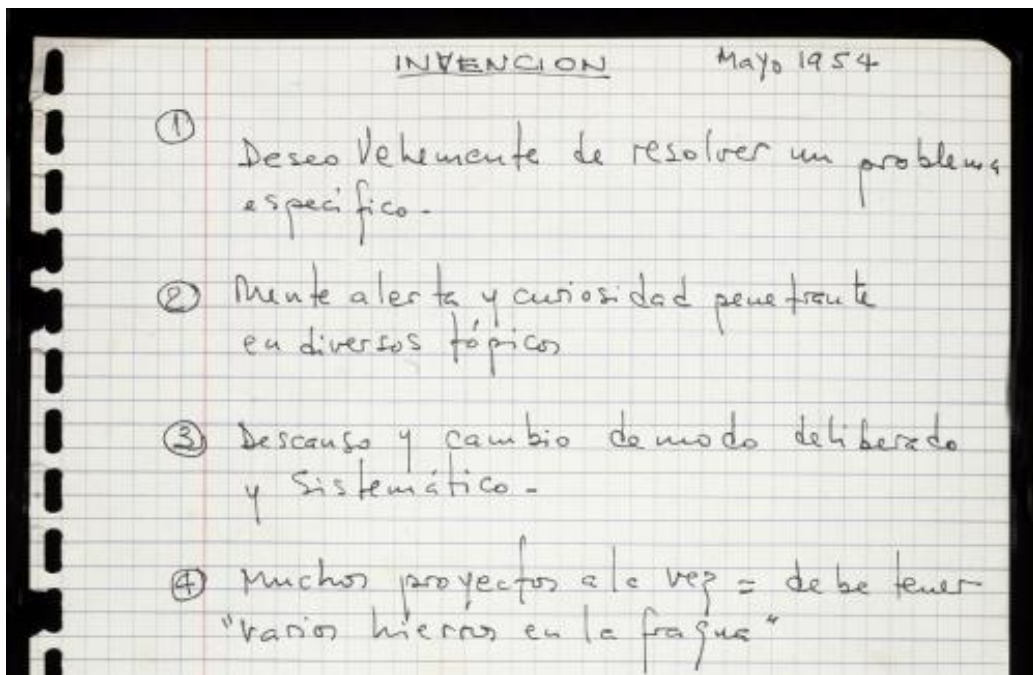 INVENCION Mayo 1954
①
Deseo Vehemente de resolver un problema
especifico.-
② Mente alerta y curiosidad penetrante
en diversos tópicos
③ Descanso y cambio de modo deliberado
y Sistemático -
④ Muchos proyectos a la vez = debe tener
"varios hierros en la fragua"